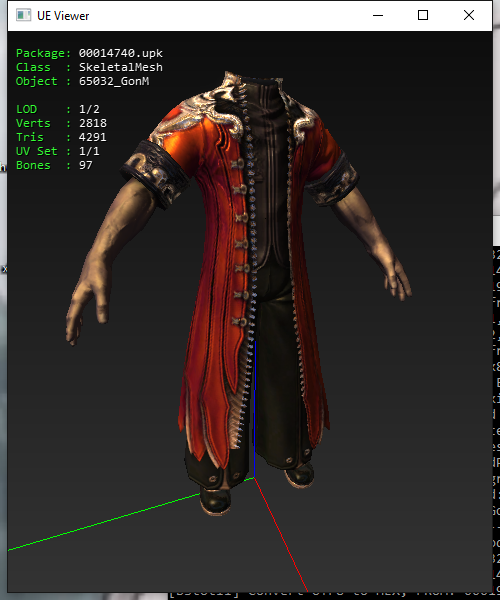 UE Viewer
Package: 00014740.upk
Class : SkeletalMesh
Object : 65032_GonM
LOD : 1/2
Verts : 2818
Tris : 4291
UV Set : 1/1
Bones : 97